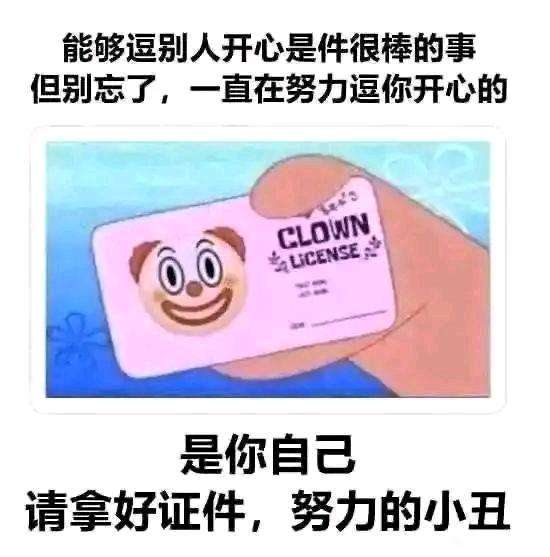 能够逗别人开心是件很棒的事
但别忘了，一直在努力逗你开心的
CLOWN
LICENSE
是你自己
请拿好证件，努力的小丑